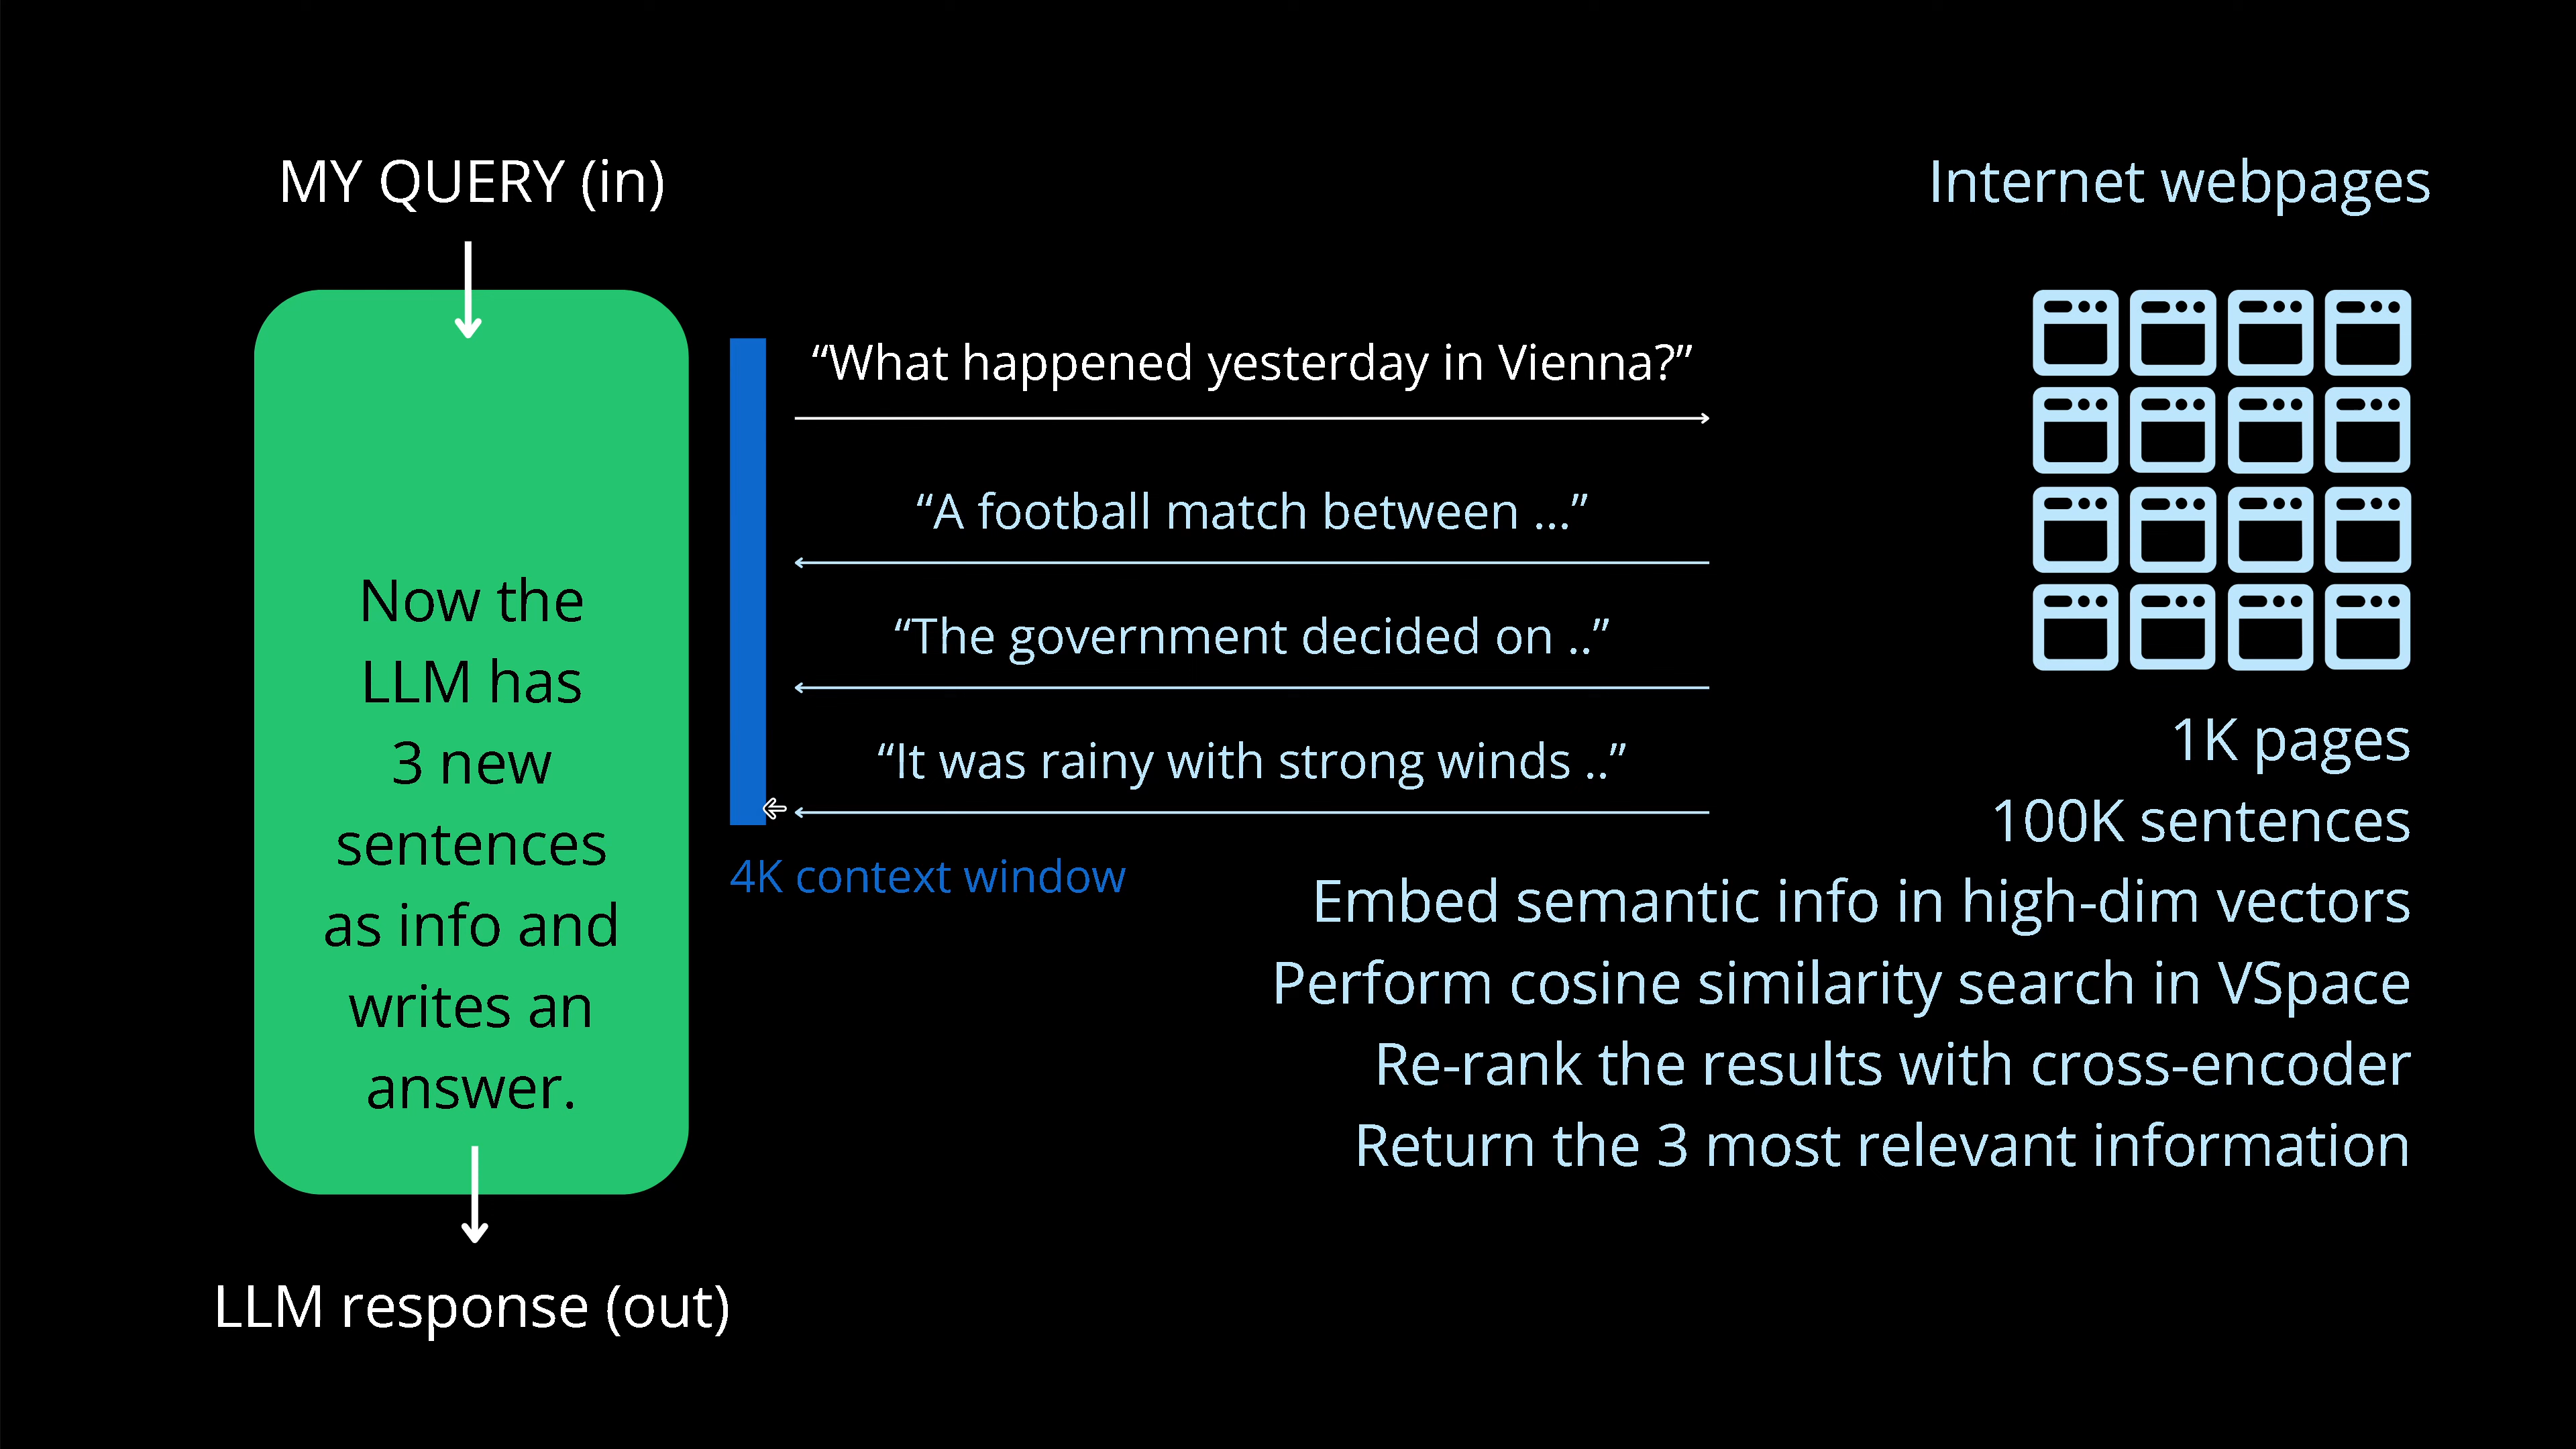 MY QUERY (in)
Internet webpages
“What happened yesterday in Vienna?”
“A football match between ...”
“The government decided on ..”
“It was rainy with strong winds ..”
4K context window
Now the
LLM has
3 new
sentences
as info and
writes an
answer.
LLM response (out)
1K pages
100K sentences
Embed semantic info in high-dim vectors
Perform cosine similarity search in VSpace
Re-rank the results with cross-encoder
Return the 3 most relevant information